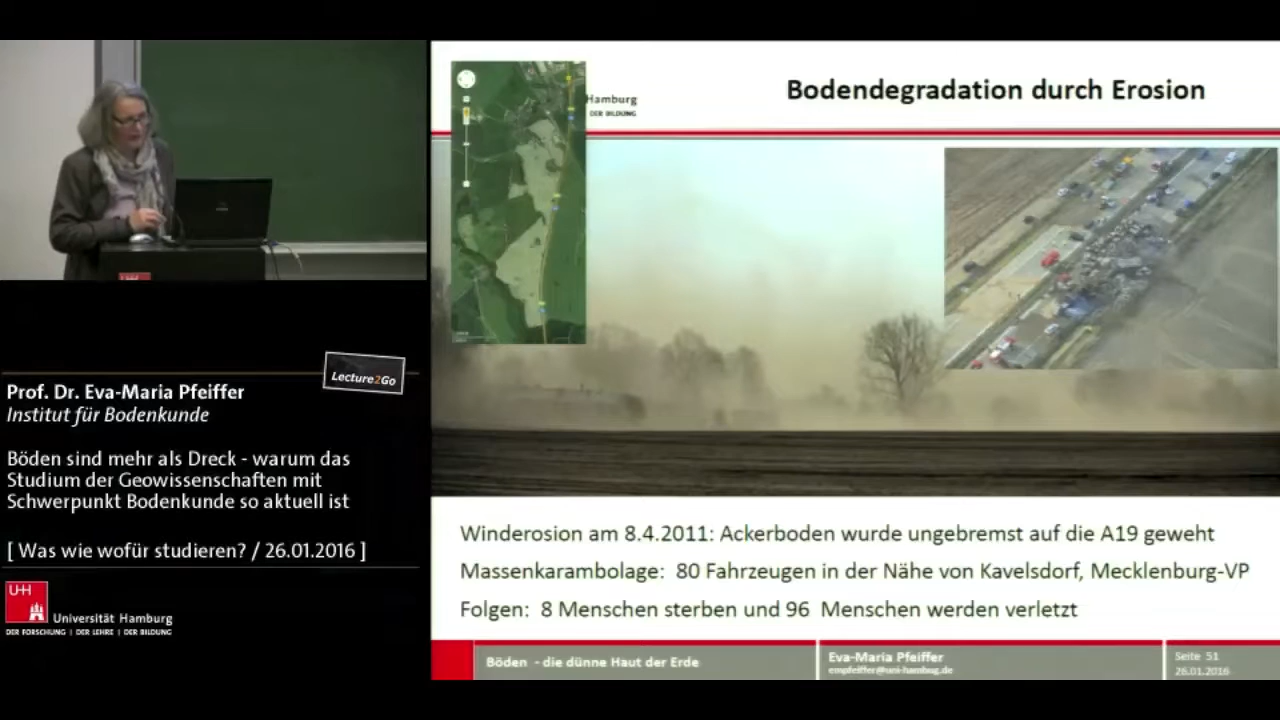 Hamburg
DER BILDUNG
Bodendegradation durch Erosion
Lecture2Go
Prof. Dr. Eva-Maria Pfeiffer
Institut für Bodenkunde
Böden sind mehr als Dreck - warum das
Studium der Geowissenschaften mit
Schwerpunkt Bodenkunde so aktuell ist
[ Was wie wofür studieren? / 26.01.2016 ]
UHH
Universität Hamburg
DER FORSCHUNG | DER LEHRE | DER BILDUNG
Winderosion am 8.4.2011: Ackerboden wurde ungebremst auf die A19 geweht
Massenkarambolage: 80 Fahrzeugen in der Nähe von Kavelsdorf, Mecklenburg-VP
Folgen: 8 Menschen sterben und 96 Menschen werden verletzt
Böden - die dünne Haut der Erde
Eva-Maria Pfeiffer
empfeiffer@uni-hambug.de
Seite 51
26.01.2016